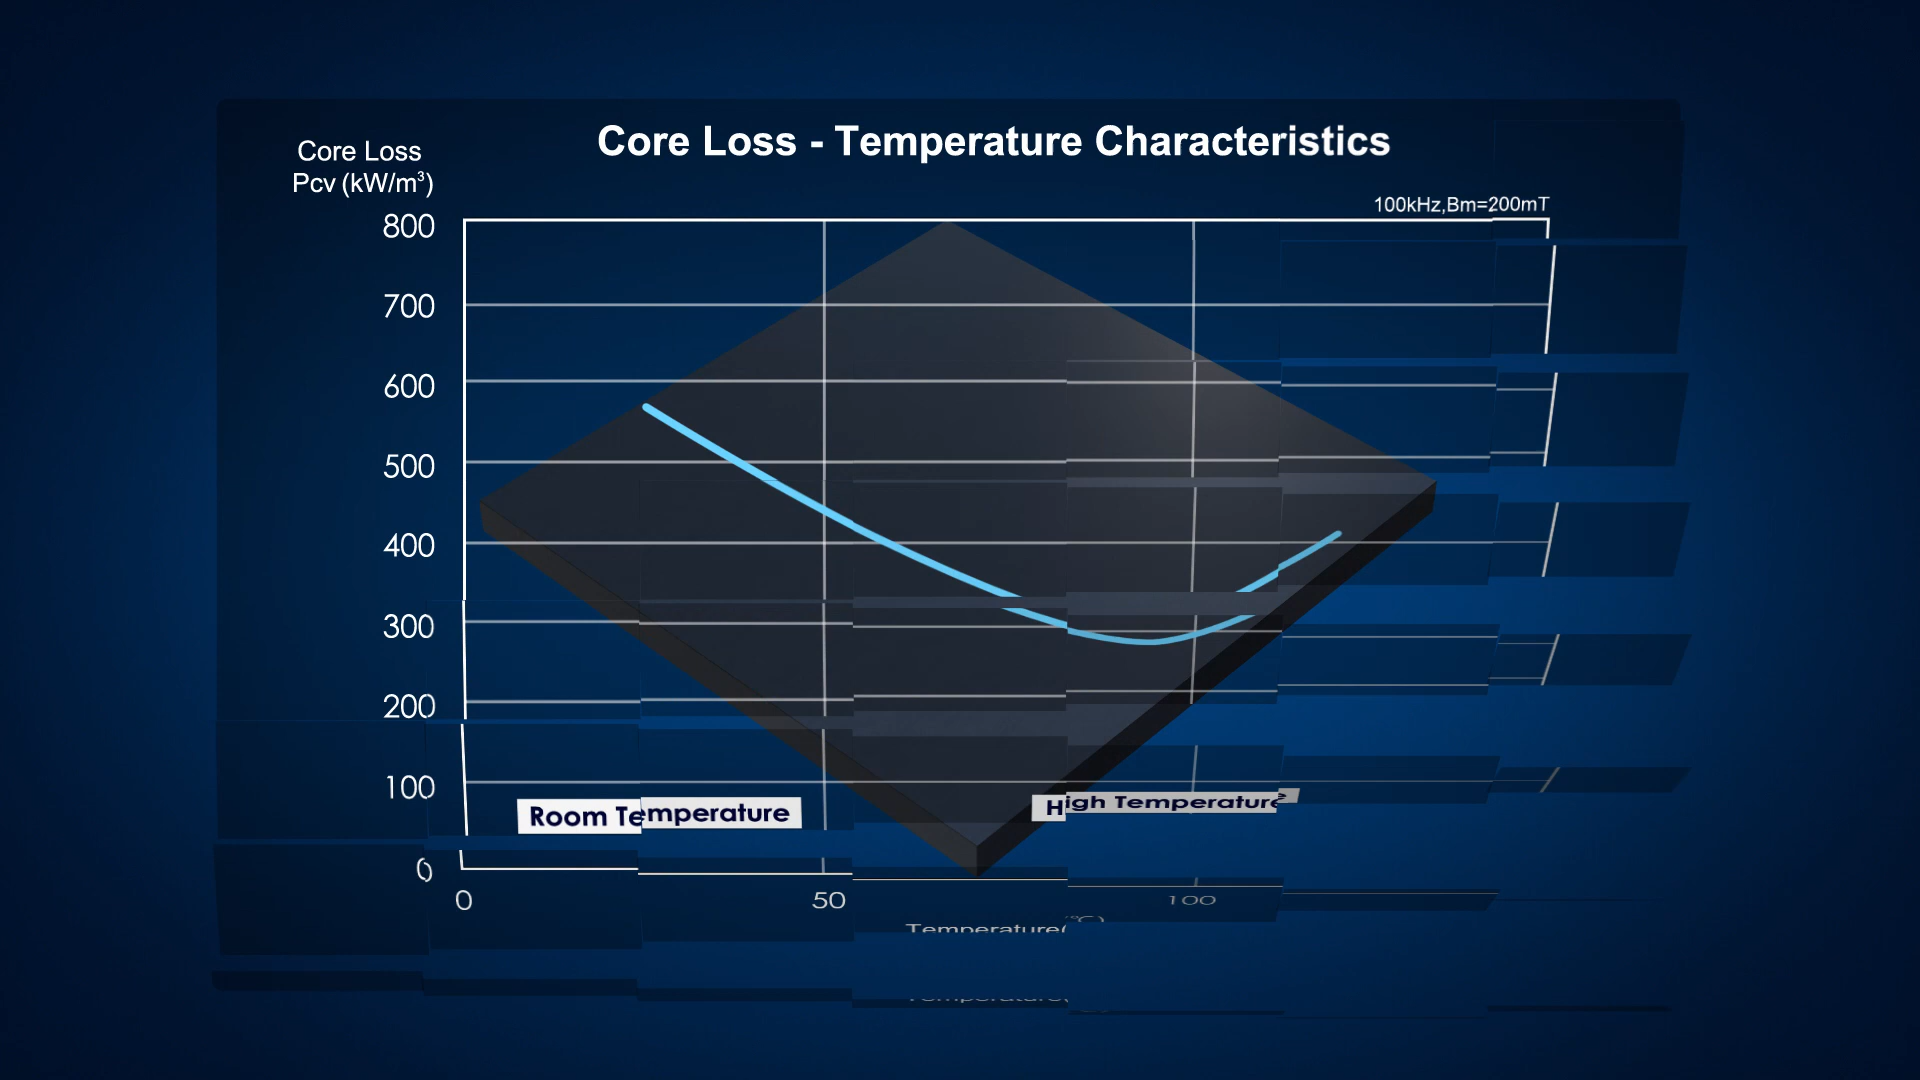 Core Loss - Temperature Characteristics
Core Loss
Pcv (kW/m³)
100kHz,Bm=200mT
800
700
600
500
400
300
200
100
0
Room Temperature
High Temperature
0
50
100
Temperature(°C)